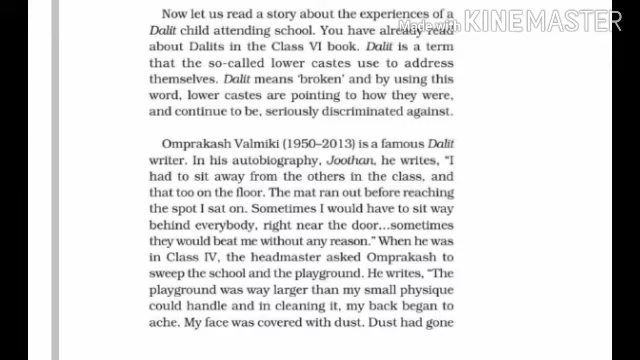 Now let us read a story about the experiences of a
Dalit child attending school. You have already read
about Dalits in the Class VI book. Dalit is a term
that the so-called lower castes use to address
themselves. Dalit means ‘broken’ and by using this
word, lower castes are pointing to how they were,
and continue to be, seriously discriminated against.
Omprakash Valmiki (1950–2013) is a famous Dalit
writer. In his autobiography, Joothan, he writes, “I
had to sit away from the others in the class, and
that too on the floor. The mat ran out before reaching
the spot I sat on. Sometimes I would have to sit way
behind everybody, right near the door...sometimes
they would beat me without any reason.” When he was
in Class IV, the headmaster asked Omprakash to
sweep the school and the playground. He writes, “The
playground was way larger than my small physique
could handle and in cleaning it, my back began to
ache. My face was covered with dust. Dust had gone
Made with KINEMASTER